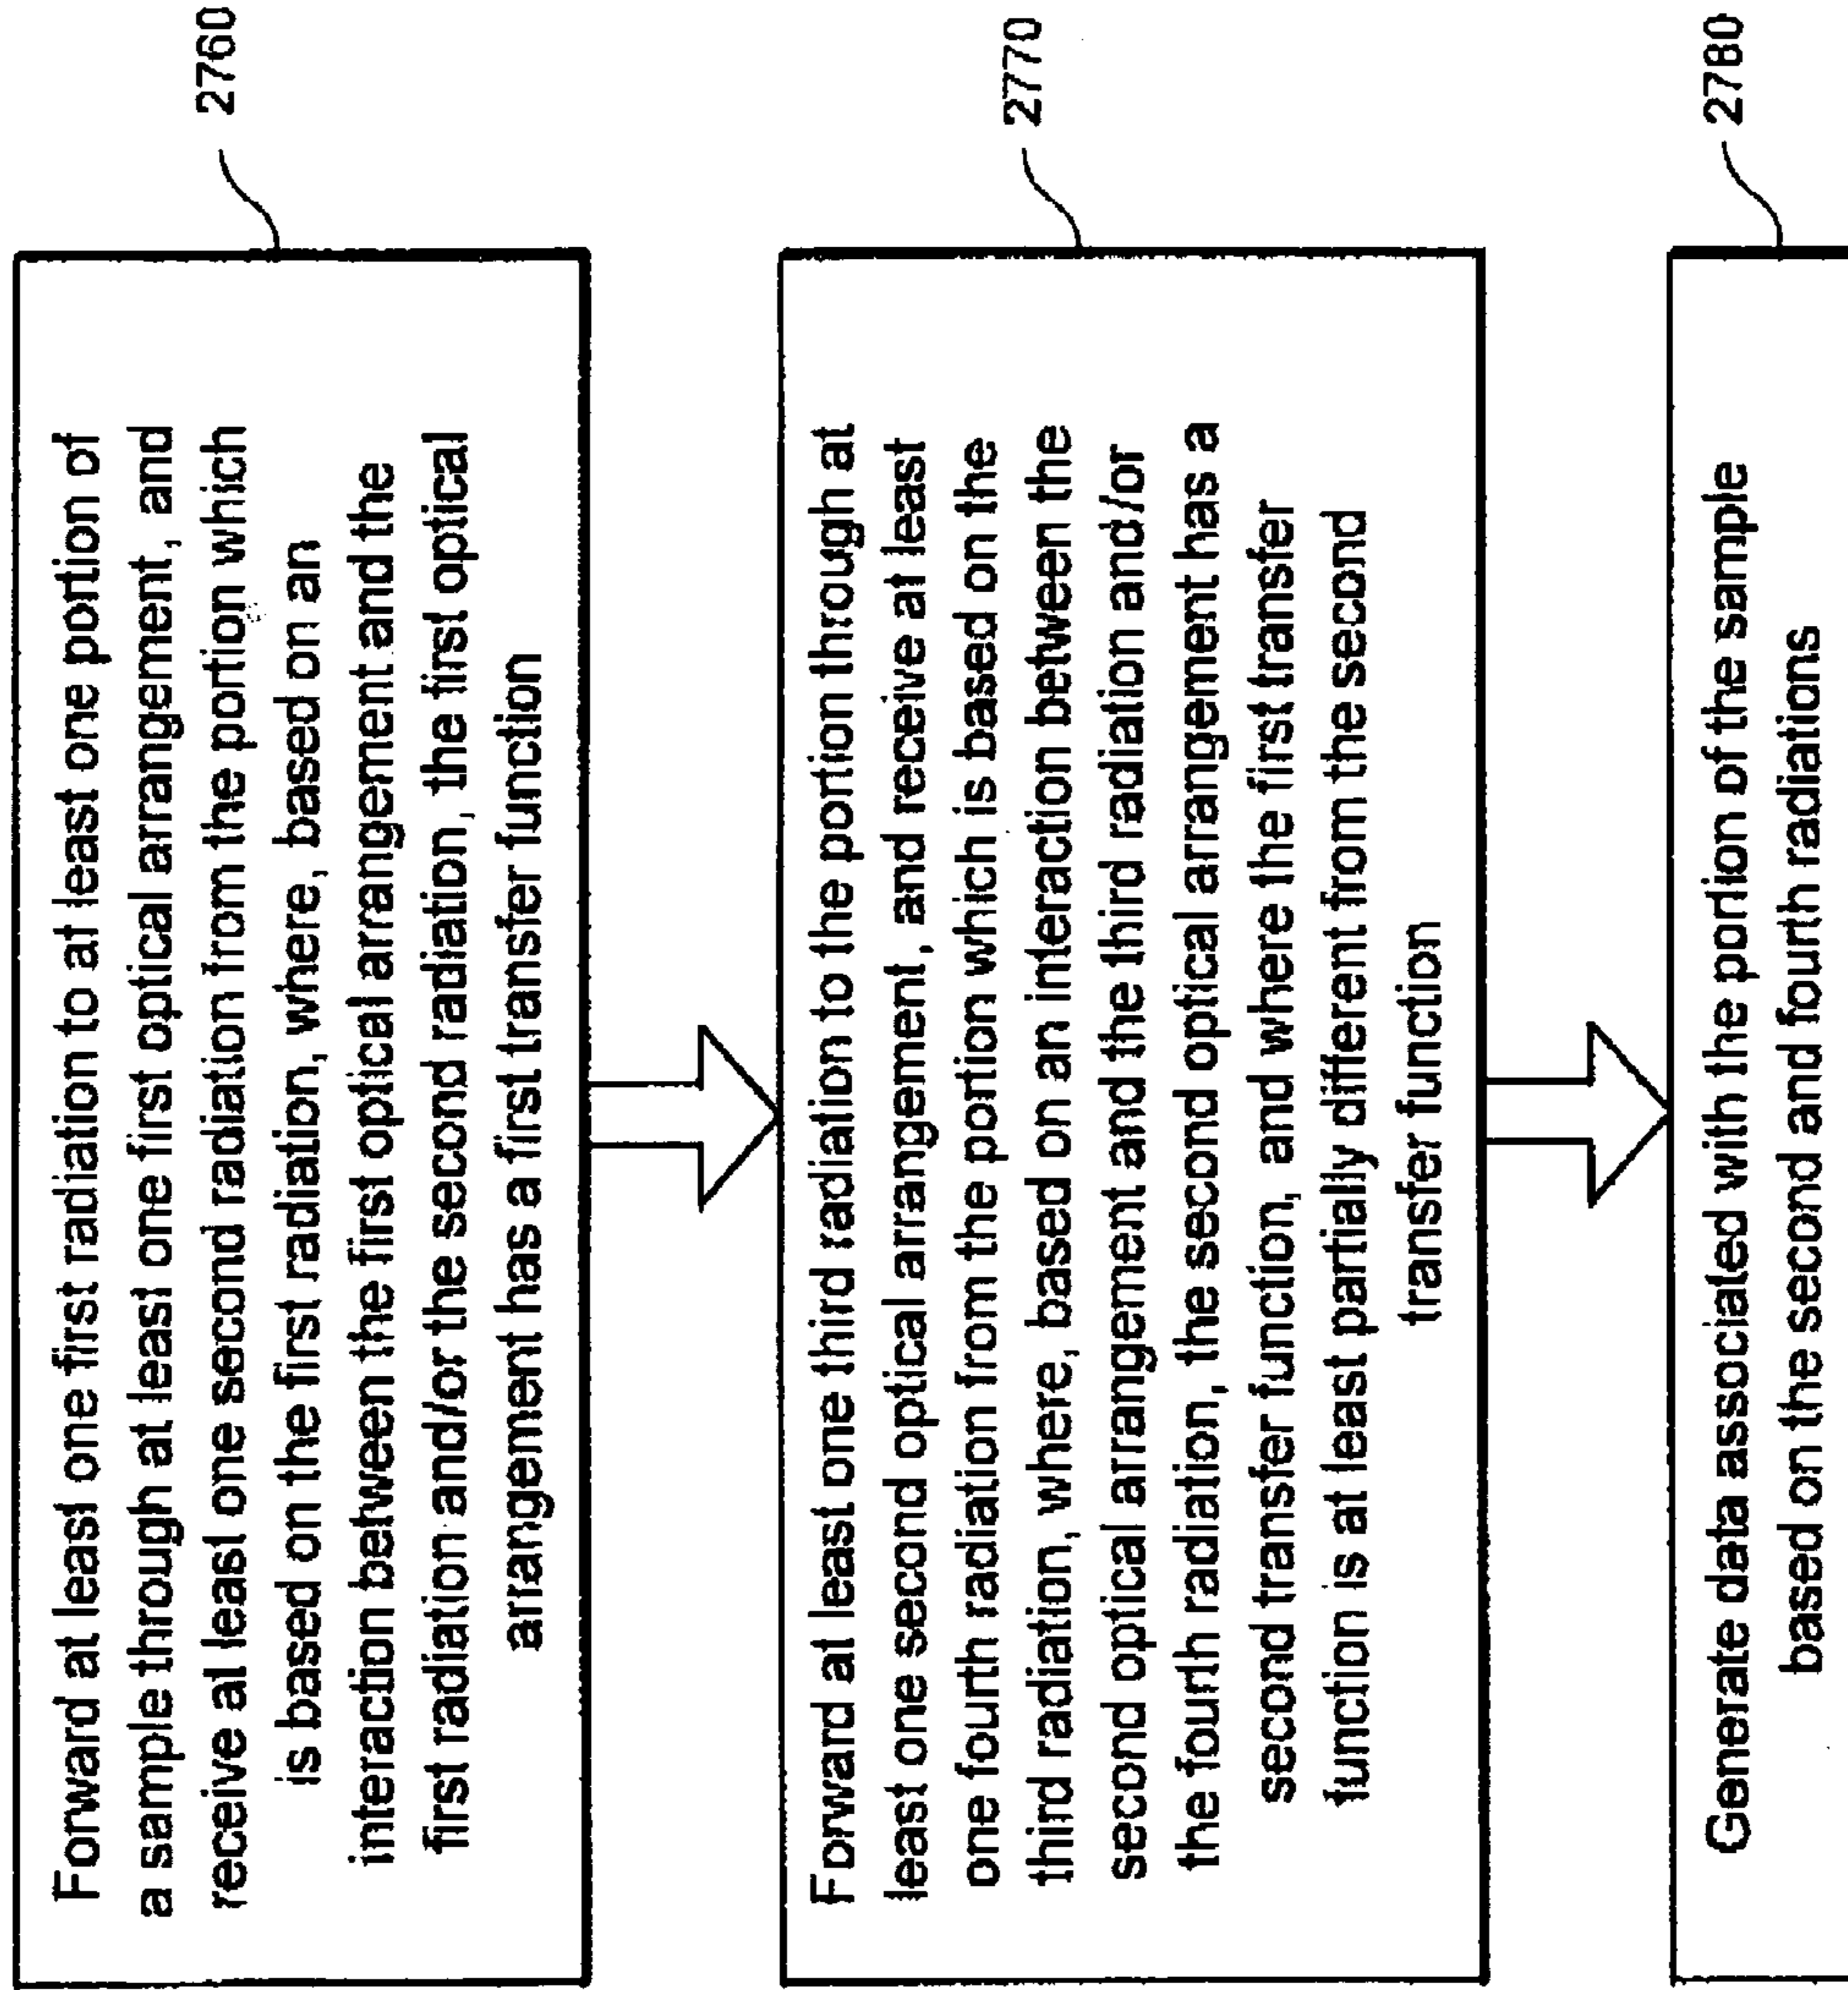 Forward at least one first radiation to at least one portion of
a sample through at least one first optical arrangement, and
receive at least one second radiation from the portion which
is based on the first radiation, where, based on an
interaction between the first optical arrangement and the
first radiation and/or the second radiation, the first optical
arrangement has a first transfer function
2760
Forward at least one third radiation to the portion through at
least one second optical arrangement, and receive at least
one fourth radiation from the portion which is based on the
third radiation, where, based on an interaction between the
second optical arrangement and the third radiation and/or
the fourth radiation, the second optical arrangement has a
second transfer function, and where the first transfer
function is at least partially different from the second
transfer function
2770
Generate data associated with the portion of the sample
based on the second and fourth radiations
2780